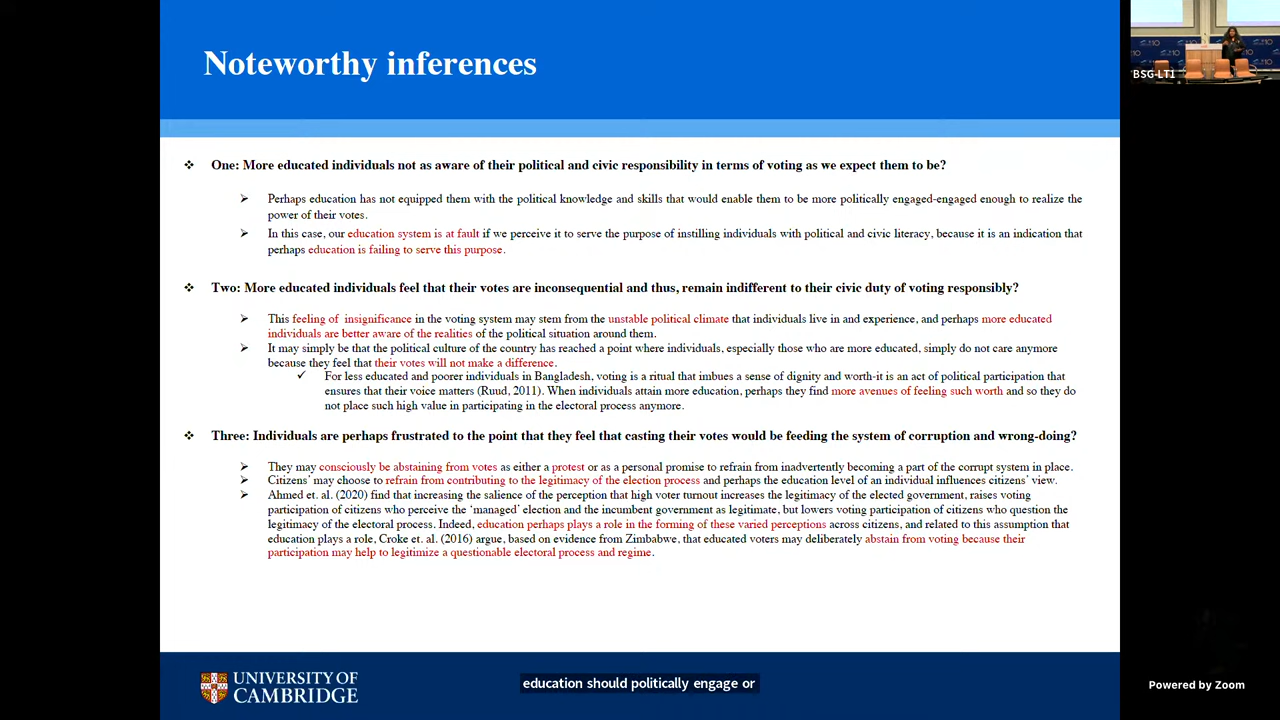 Noteworthy inferences
BSG-LT1
One: More educated individuals not as aware of their political and civic responsibility in terms of voting as we expect them to be?
Perhaps education has not equipped them with the political knowledge and skills that would enable them to be more politically engaged-engaged enough to realize the
power of their votes.
In this case, our education system is at fault if we perceive it to serve the purpose of instilling individuals with political and civic literacy, because it is an indication that
perhaps education is failing to serve this purpose.
Two: More educated individuals feel that their votes are inconsequential and thus, remain indifferent to their civic duty of voting responsibly?
This feeling of insignificance in the voting system may stem from the unstable political climate that individuals live in and experience, and perhaps more educated
individuals are better aware of the realities of the political situation around them.
It may simply be that the political culture of the country has reached a point where individuals, especially those who are more educated, simply do not care anymore
because they feel that their votes will not make a difference.
For less educated and poorer individuals in Bangladesh, voting is a ritual that imbues a sense of dignity and worth-it is an act of political participation that
ensures that their voice matters (Ruud, 2011). When individuals attain more education, perhaps they find more avenues of feeling such worth and so they do
not place such high value in participating in the electoral process anymore.
Three: Individuals are perhaps frustrated to the point that they feel that casting their votes would be feeding the system of corruption and wrong-doing?
They may consciously be abstaining from votes as either a protest or as a personal promise to refrain from inadvertently becoming a part of the corrupt system in place.
Citizens' may choose to refrain from contributing to the legitimacy of the election process and perhaps the education level of an individual influences citizens' view.
Ahmed et. al. (2020) find that increasing the salience of the perception that high voter turnout increases the legitimacy of the elected government, raises voting
participation of citizens who perceive the 'managed' election and the incumbent government as legitimate, but lowers voting participation of citizens who question the
legitimacy of the electoral process. Indeed, education perhaps plays a role in the forming of these varied perceptions across citizens, and related to this assumption that
education plays a role, Croke et. al. (2016) argue, based on evidence from Zimbabwe, that educated voters may deliberately abstain from voting because their
participation may help to legitimize a questionable electoral process and regime.
UNIVERSITY OF
CAMBRIDGE
education should politically engage or
Powered by Zoom